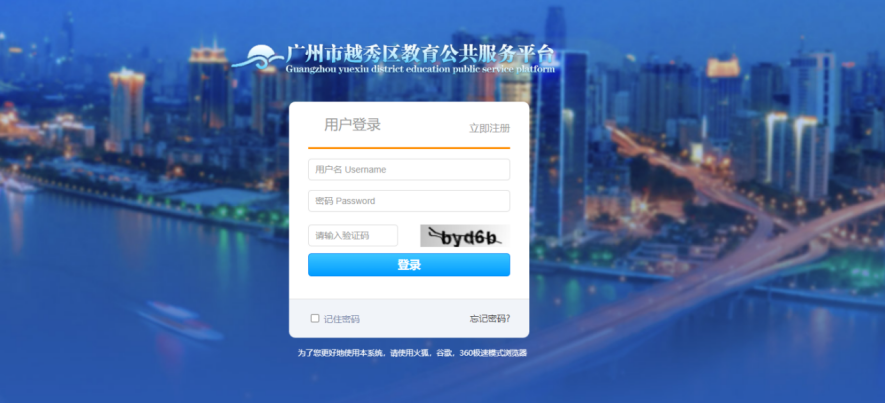 广州市越秀区教育公共服务平台
Guangzhou yuexiu district education public service platform
用户登录 立即注册
用户名 Username
密码 Password
请输入验证码 byd6b
登录
记住密码 忘记密码?
为了您更好地使用本系统，请使用火狐，谷歌，360极速模式浏览器